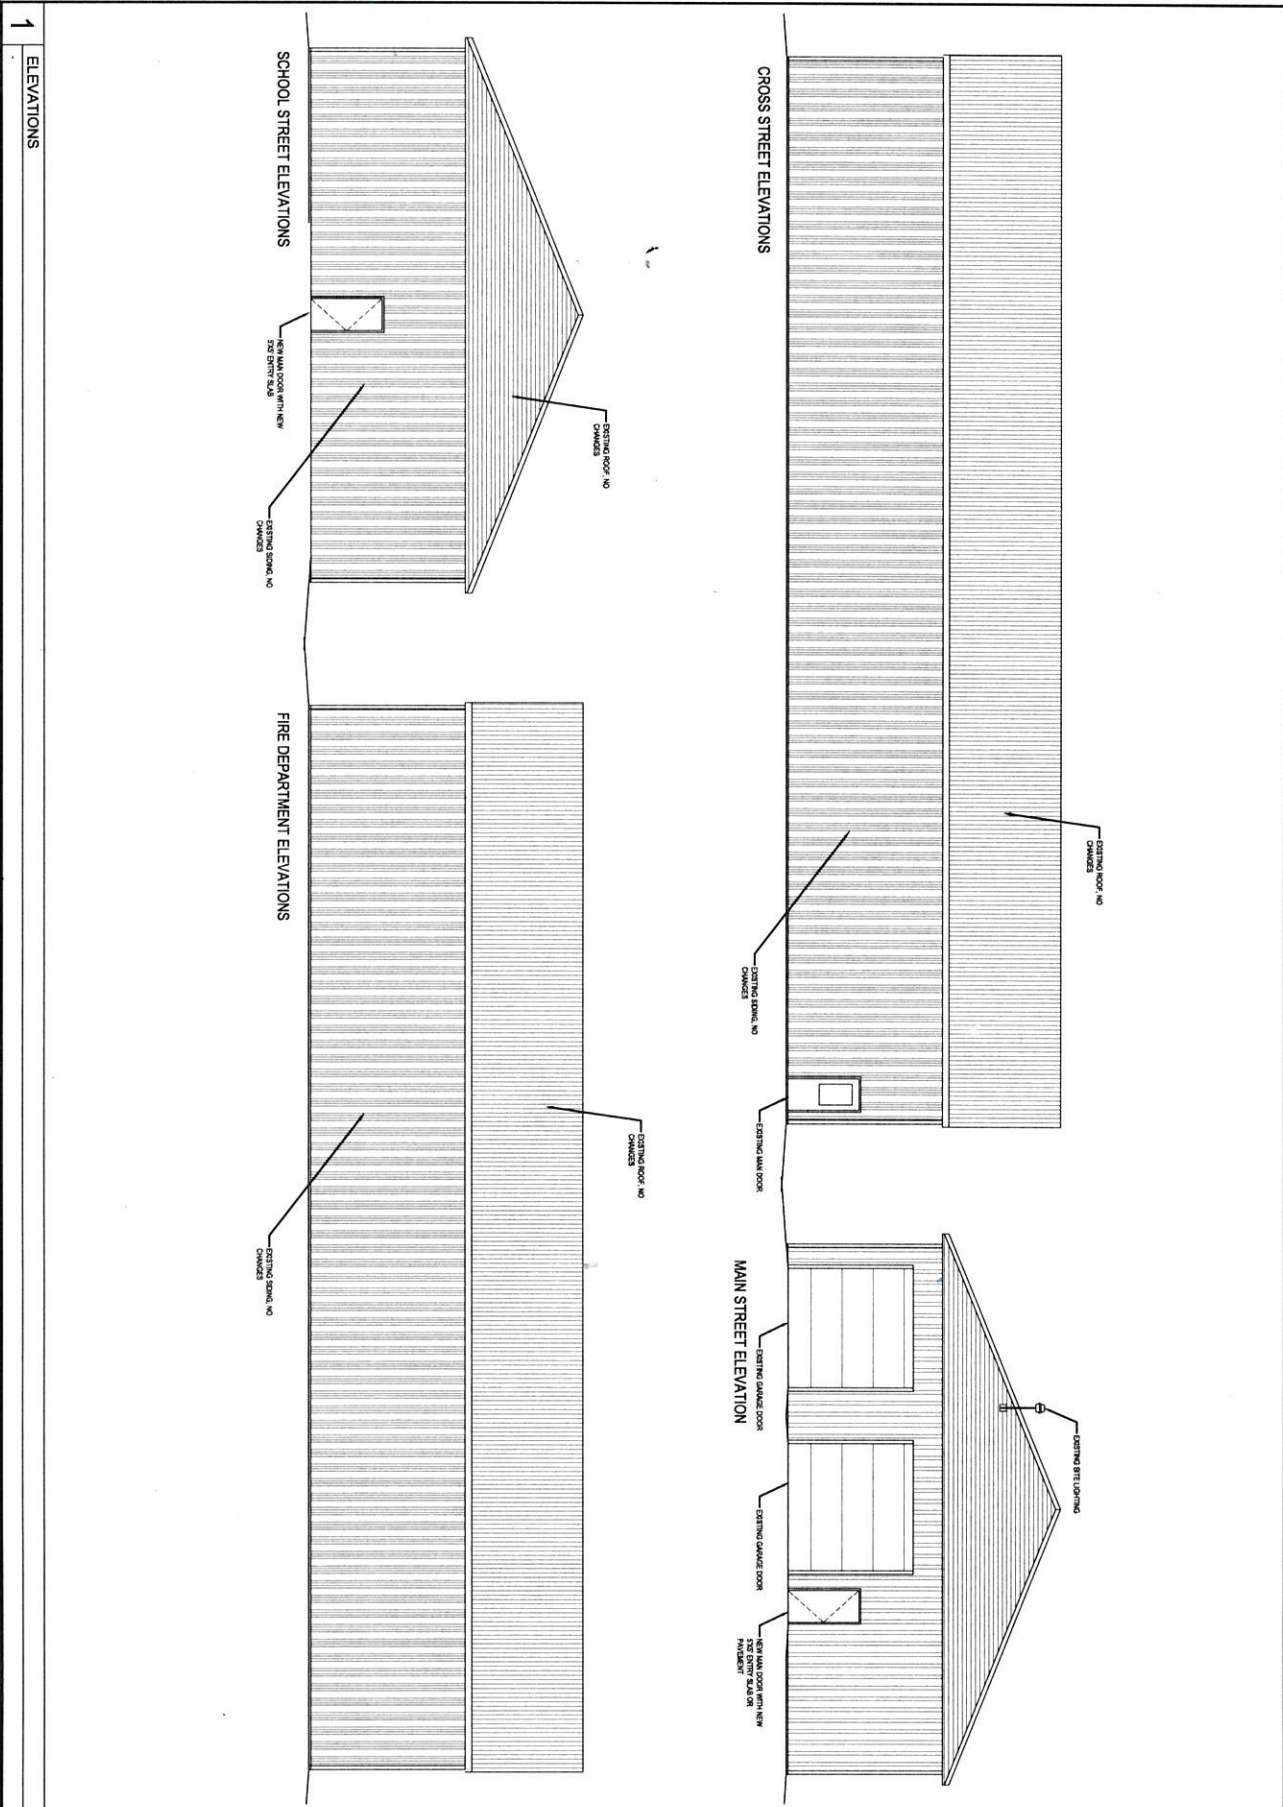 EXISTING ROOF, NO
CHANGES
EXISTING SIDING, NO
CHANGES
EXISTING MAN DOOR
CROSS STREET ELEVATIONS
EXISTING SITE LIGHTING
EXISTING GARAGE DOOR
EXISTING GARAGE DOOR
NEW MAN DOOR WITH NEW
5'X5' ENTRY SLAB OR
PAVEMENT
MAIN STREET ELEVATION
EXISTING ROOF, NO
CHANGES
NEW MAN DOOR WITH NEW
5'X5' ENTRY SLAB
EXISTING SIDING, NO
CHANGES
SCHOOL STREET ELEVATIONS
EXISTING ROOF, NO
CHANGES
EXISTING SIDING, NO
CHANGES
FIRE DEPARTMENT ELEVATIONS
1
ELEVATIONS